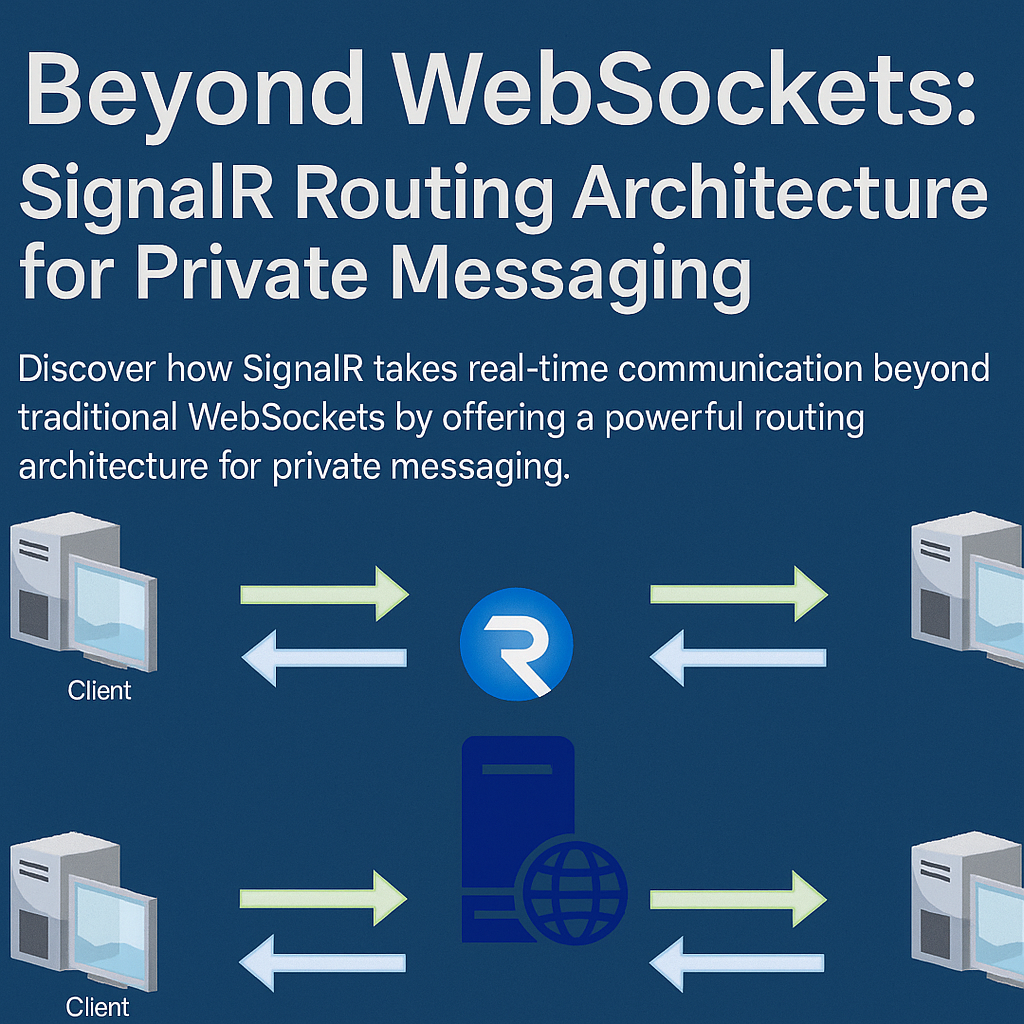 Beyond WebSockets:
SignalR Routing Architecture
for Private Messaging
Discover how SignalR takes real-time communication beyond
traditional WebSockets by offering a powerful routing
architecture for private messaging.
R
Client
Client